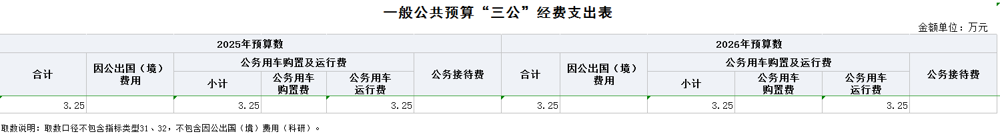 一般公共预算“三公”经费支出表
金额单位：万元
2025年预算数 2026年预算数
合计 因公出国（境）费用 公务用车购置及运行费 公务接待费 合计 因公出国（境）费用 公务用车购置及运行费 公务接待费
小计 公务用车购置费 公务用车运行费 小计 公务用车购置费 公务用车运行费
3.25 3.25 3.25 3.25 3.25 3.25
取数说明：取数口径不包含指标类型31、32，不包含因公出国（境）费用（科研）。